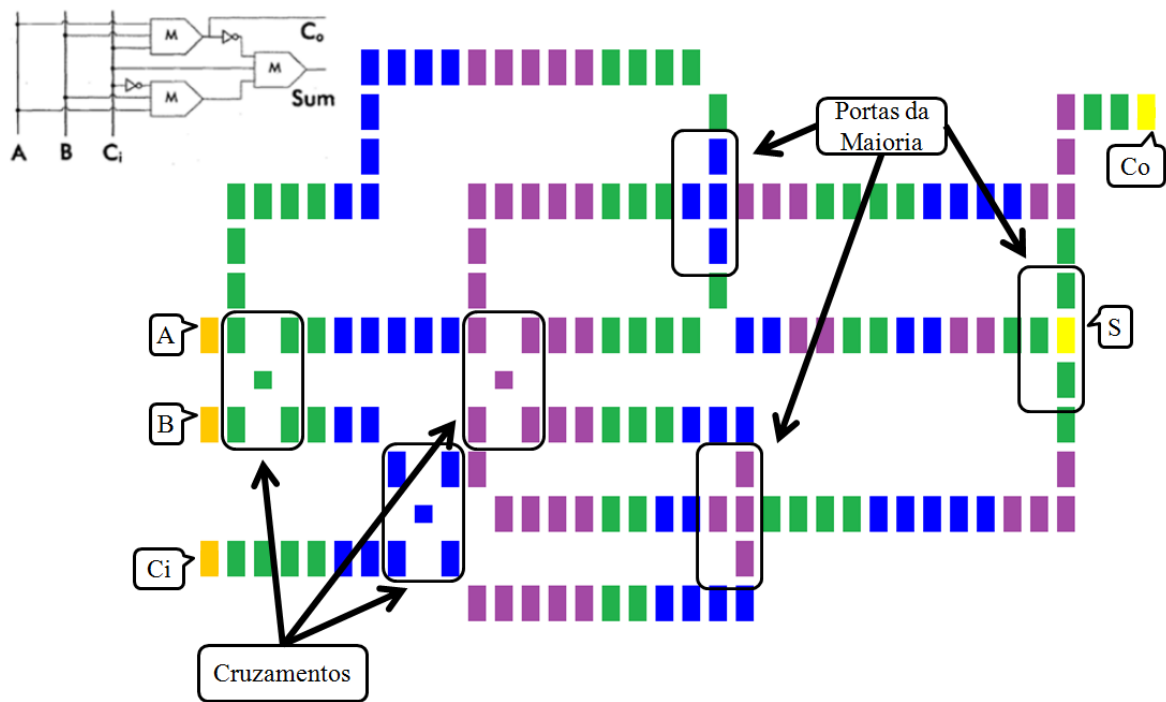 M
C₀
M
Sum
M
A B Cᵢ
Portas da
Maioria
Co
A
S
B
Ci
Cruzamentos